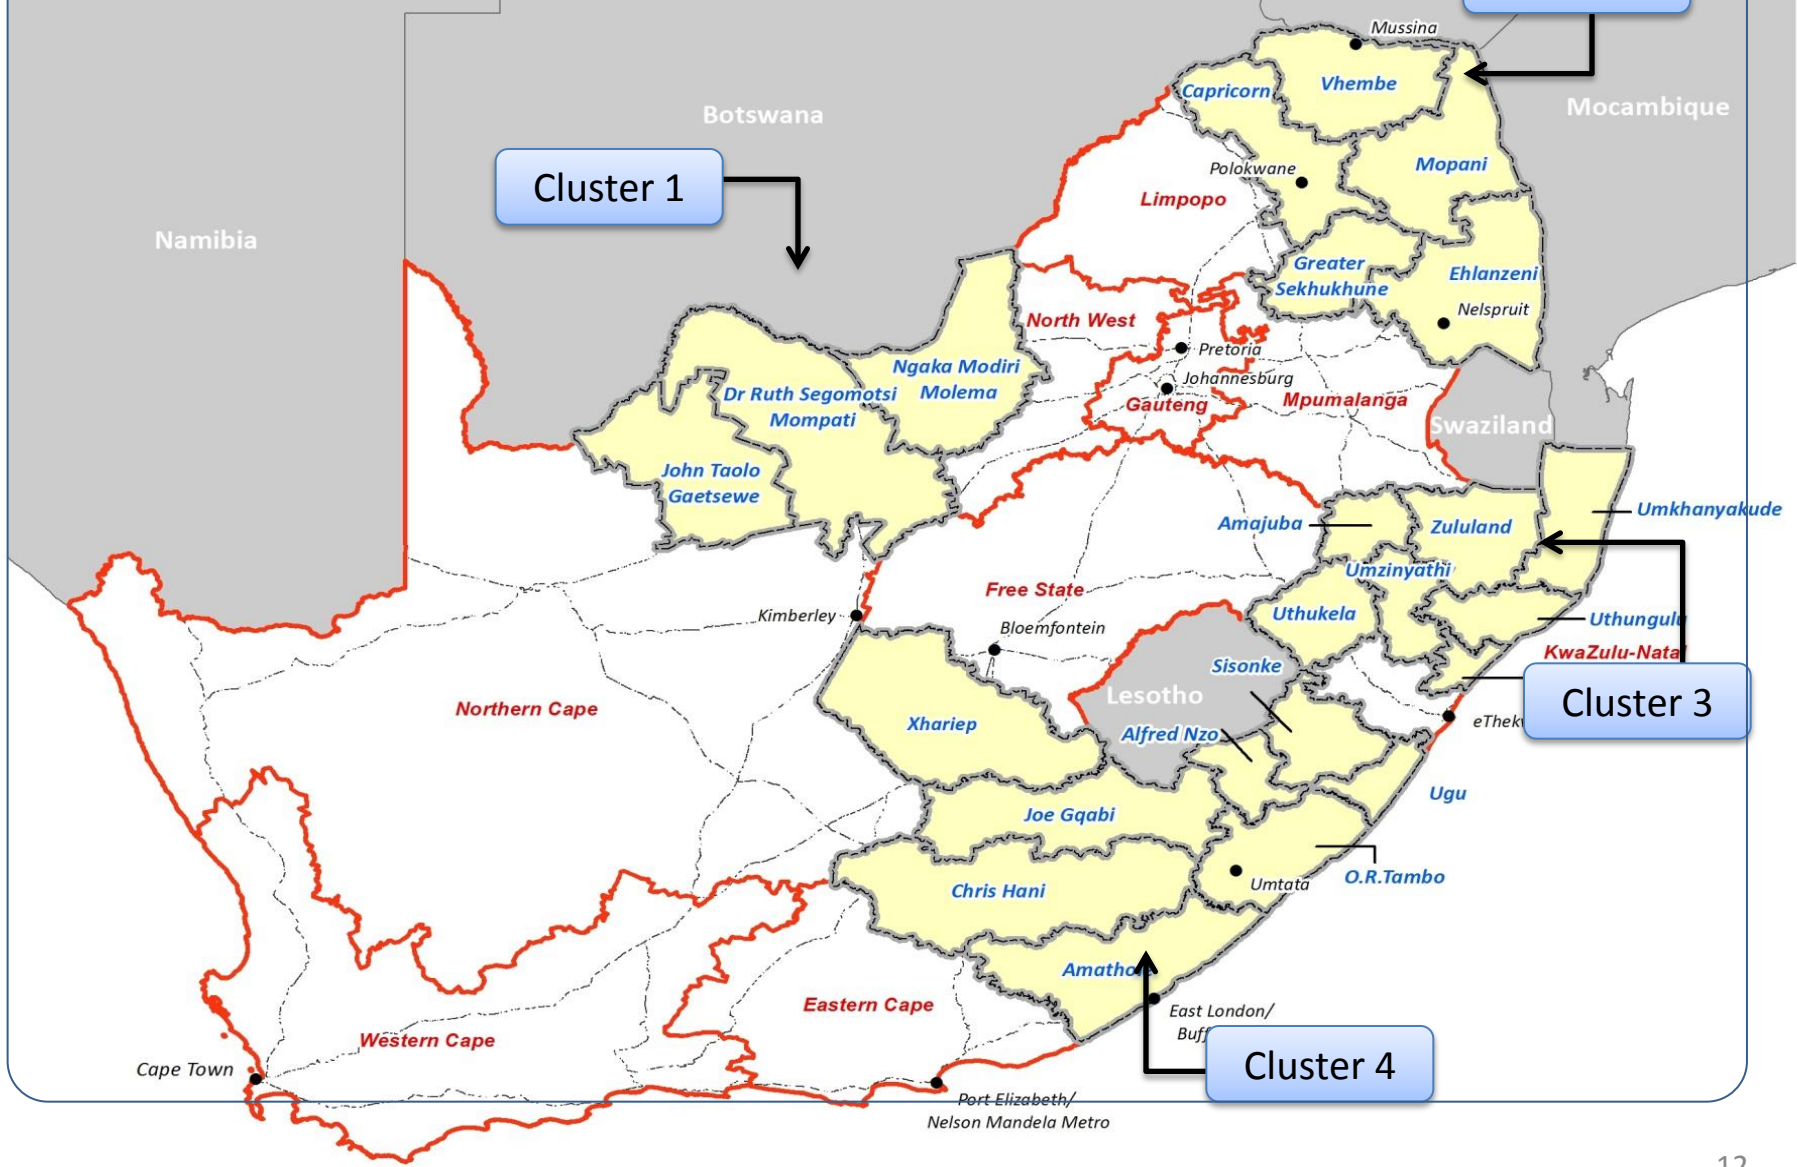 Mussina
Capricorn
Vhembe
Mocambique
Botswana
Polokwane
Mopani
Cluster 1
Limpopo
Namibia
Greater
Sekhukhune
Ehlanzeni
Nelspruit
North West
Pretoria
Ngaka Modiri
Molema
Johannesburg
Dr Ruth Segomotsi
Mompati
Gauteng
Mpumalanga
Swaziland
John Taolo
Gaetsewe
Amajuba
Zululand
Umkhanyakude
Umzinyathi
Free State
Kimberley
Uthukela
Uthungulu
Bloemfontein
KwaZulu-Natal
Sisonke
Lesotho
Cluster 3
Northern Cape
Xhariep
Alfred Nzo
eThekw
Ugu
Joe Gqabi
Chris Hani
Umtata
O.R.Tambo
Amathole
Eastern Cape
East London/
Buff
Western Cape
Cluster 4
Cape Town
Port Elizabeth/
Nelson Mandela Metro
12